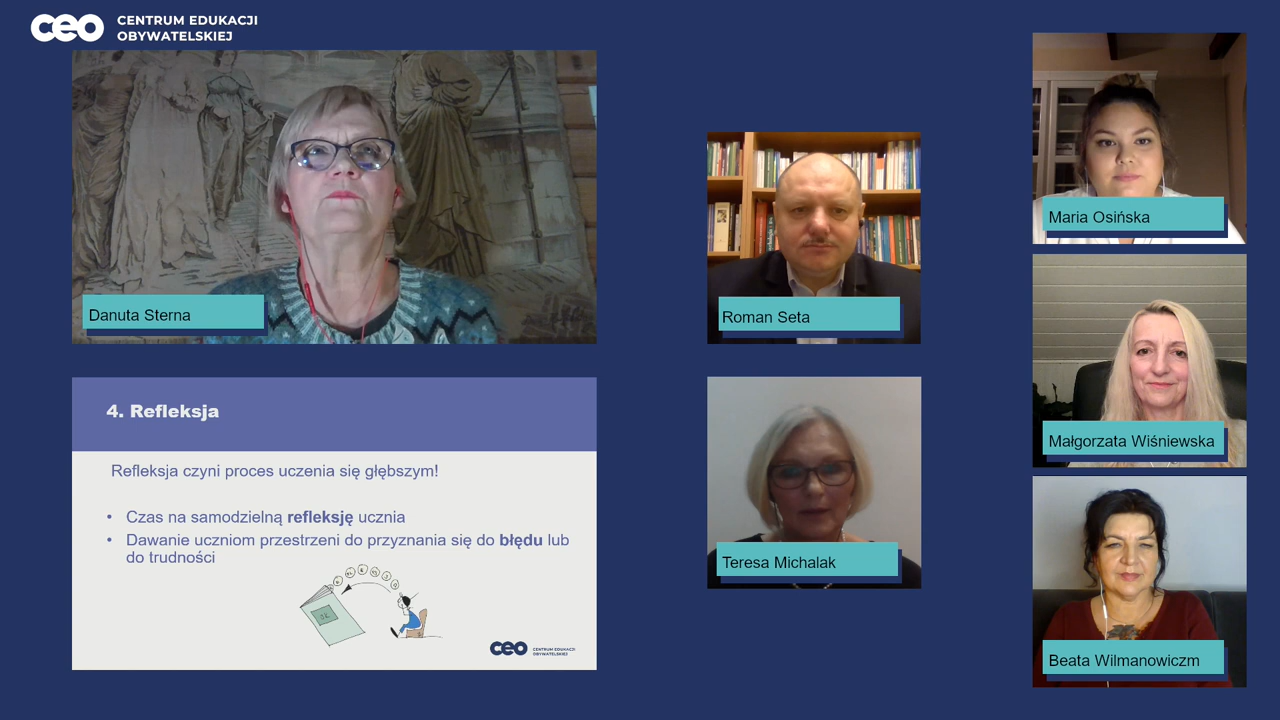 ceo
CENTRUM EDUKACJI
OBYWATELSKIEJ
Danuta Sterna
Roman Seta
Teresa Michalak
Maria Osińska
Małgorzata Wiśniewska
Beata Wilmanowiczm
4. Refleksja
Refleksja czyni proces uczenia się głębszym!
• Czas na samodzielną refleksję ucznia
• Dawanie uczniom przestrzeni do przyznania się do błędu lub
do trudności
ceo
CENTRUM EDUKACJI
OBYWATELSKIEJ